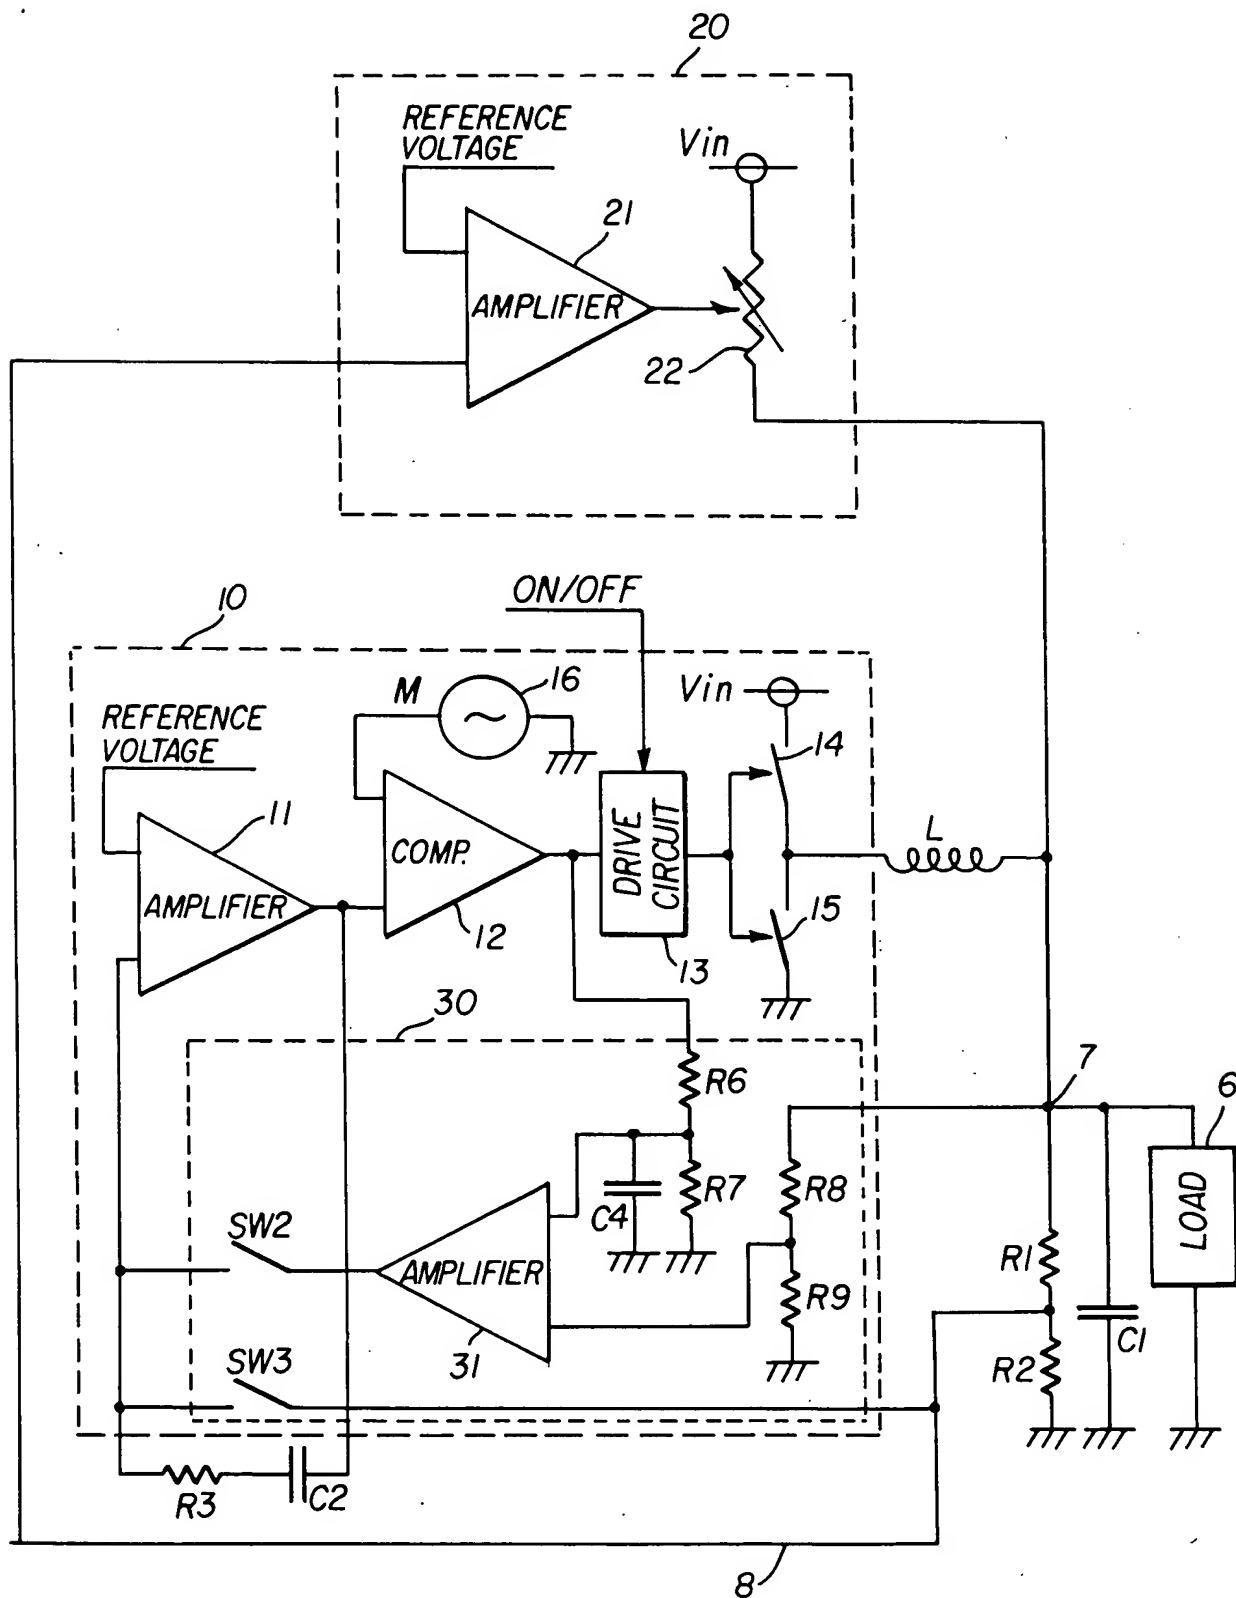 20
REFERENCE
VOLTAGE
Vin
21
AMPLIFIER
22
ON/OFF
10
M
16
Vin
REFERENCE
VOLTAGE
14
11
DRIVE
CIRCUIT
L
COMP.
AMPLIFIER
12
15
13
30
7
6
R6
R7
R8
C4
LOAD
SW2
AMPLIFIER
R1
R9
31
C1
SW3
R2
R3
C2
8